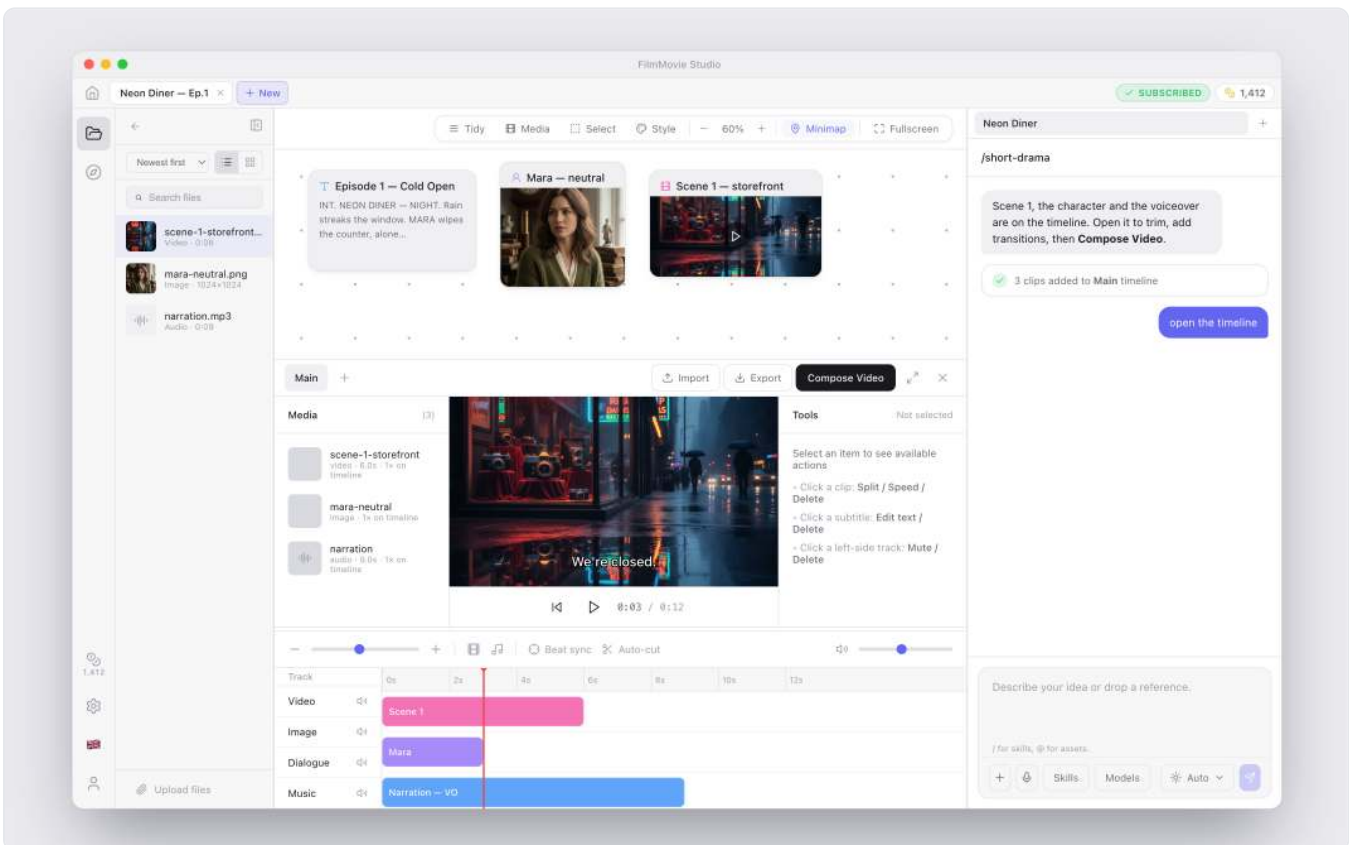 FilmMovie Studio
Neon Diner — Ep.1 ×
+ New
✓ SUBSCRIBED
1,412
Newest first
Search files
scene-1-storefront...
Video · 0:06
mara-neutral.png
Image · 1024×1024
narration.mp3
Audio · 0:09
1,412
Upload files
Tidy
Media
Select
Style
− 60% +
Minimap
Fullscreen
Episode 1 — Cold Open
INT. NEON DINER — NIGHT. Rain
streaks the window. MARA wipes
the counter, alone...
Mara — neutral
Scene 1 — storefront
Main +
Import
Export
Compose Video
Media (3)
scene-1-storefront
video · 6.0s · 1× on
timeline
mara-neutral
image · 1× on timeline
narration
audio · 9.0s · 1× on
timeline
We're closed.
0:03 / 0:12
Tools Not selected
Select an item to see available
actions
• Click a clip: Split / Speed /
Delete
• Click a subtitle: Edit text /
Delete
• Click a left-side track: Mute /
Delete
Beat sync
Auto-cut
Track 0s 2s 4s 6s 8s 10s 12s
Video
Scene 1
Image
Mara
Dialogue
Music
Narration — VO
Neon Diner +
/short-drama
Scene 1, the character and the voiceover
are on the timeline. Open it to trim, add
transitions, then Compose Video.
3 clips added to Main timeline
open the timeline
Describe your idea or drop a reference.
/ for skills, @ for assets.
+
Skills
Models
Auto